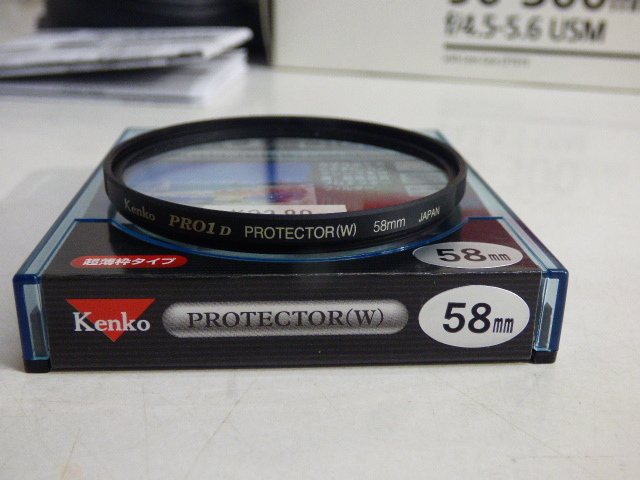 f/4.5-5.6 USM
Kenko PRO1 D PROTECTOR(W) 58mm JAPAN
超薄枠タイプ
58mm
Kenko
PROTECTOR(W)
58mm